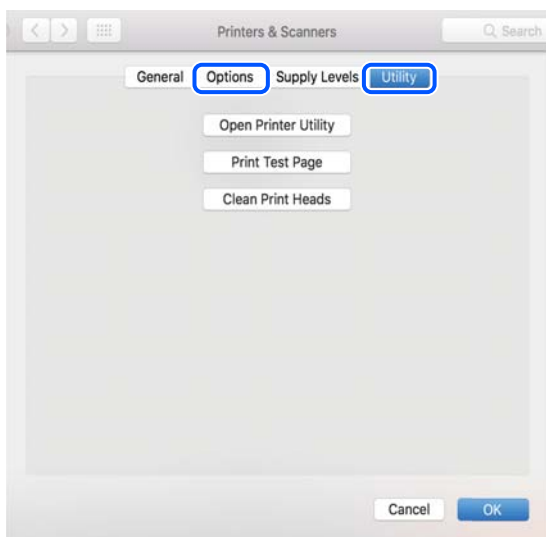 Printers & Scanners Search
General Options Supply Levels Utility
Open Printer Utility
Print Test Page
Clean Print Heads
Cancel OK